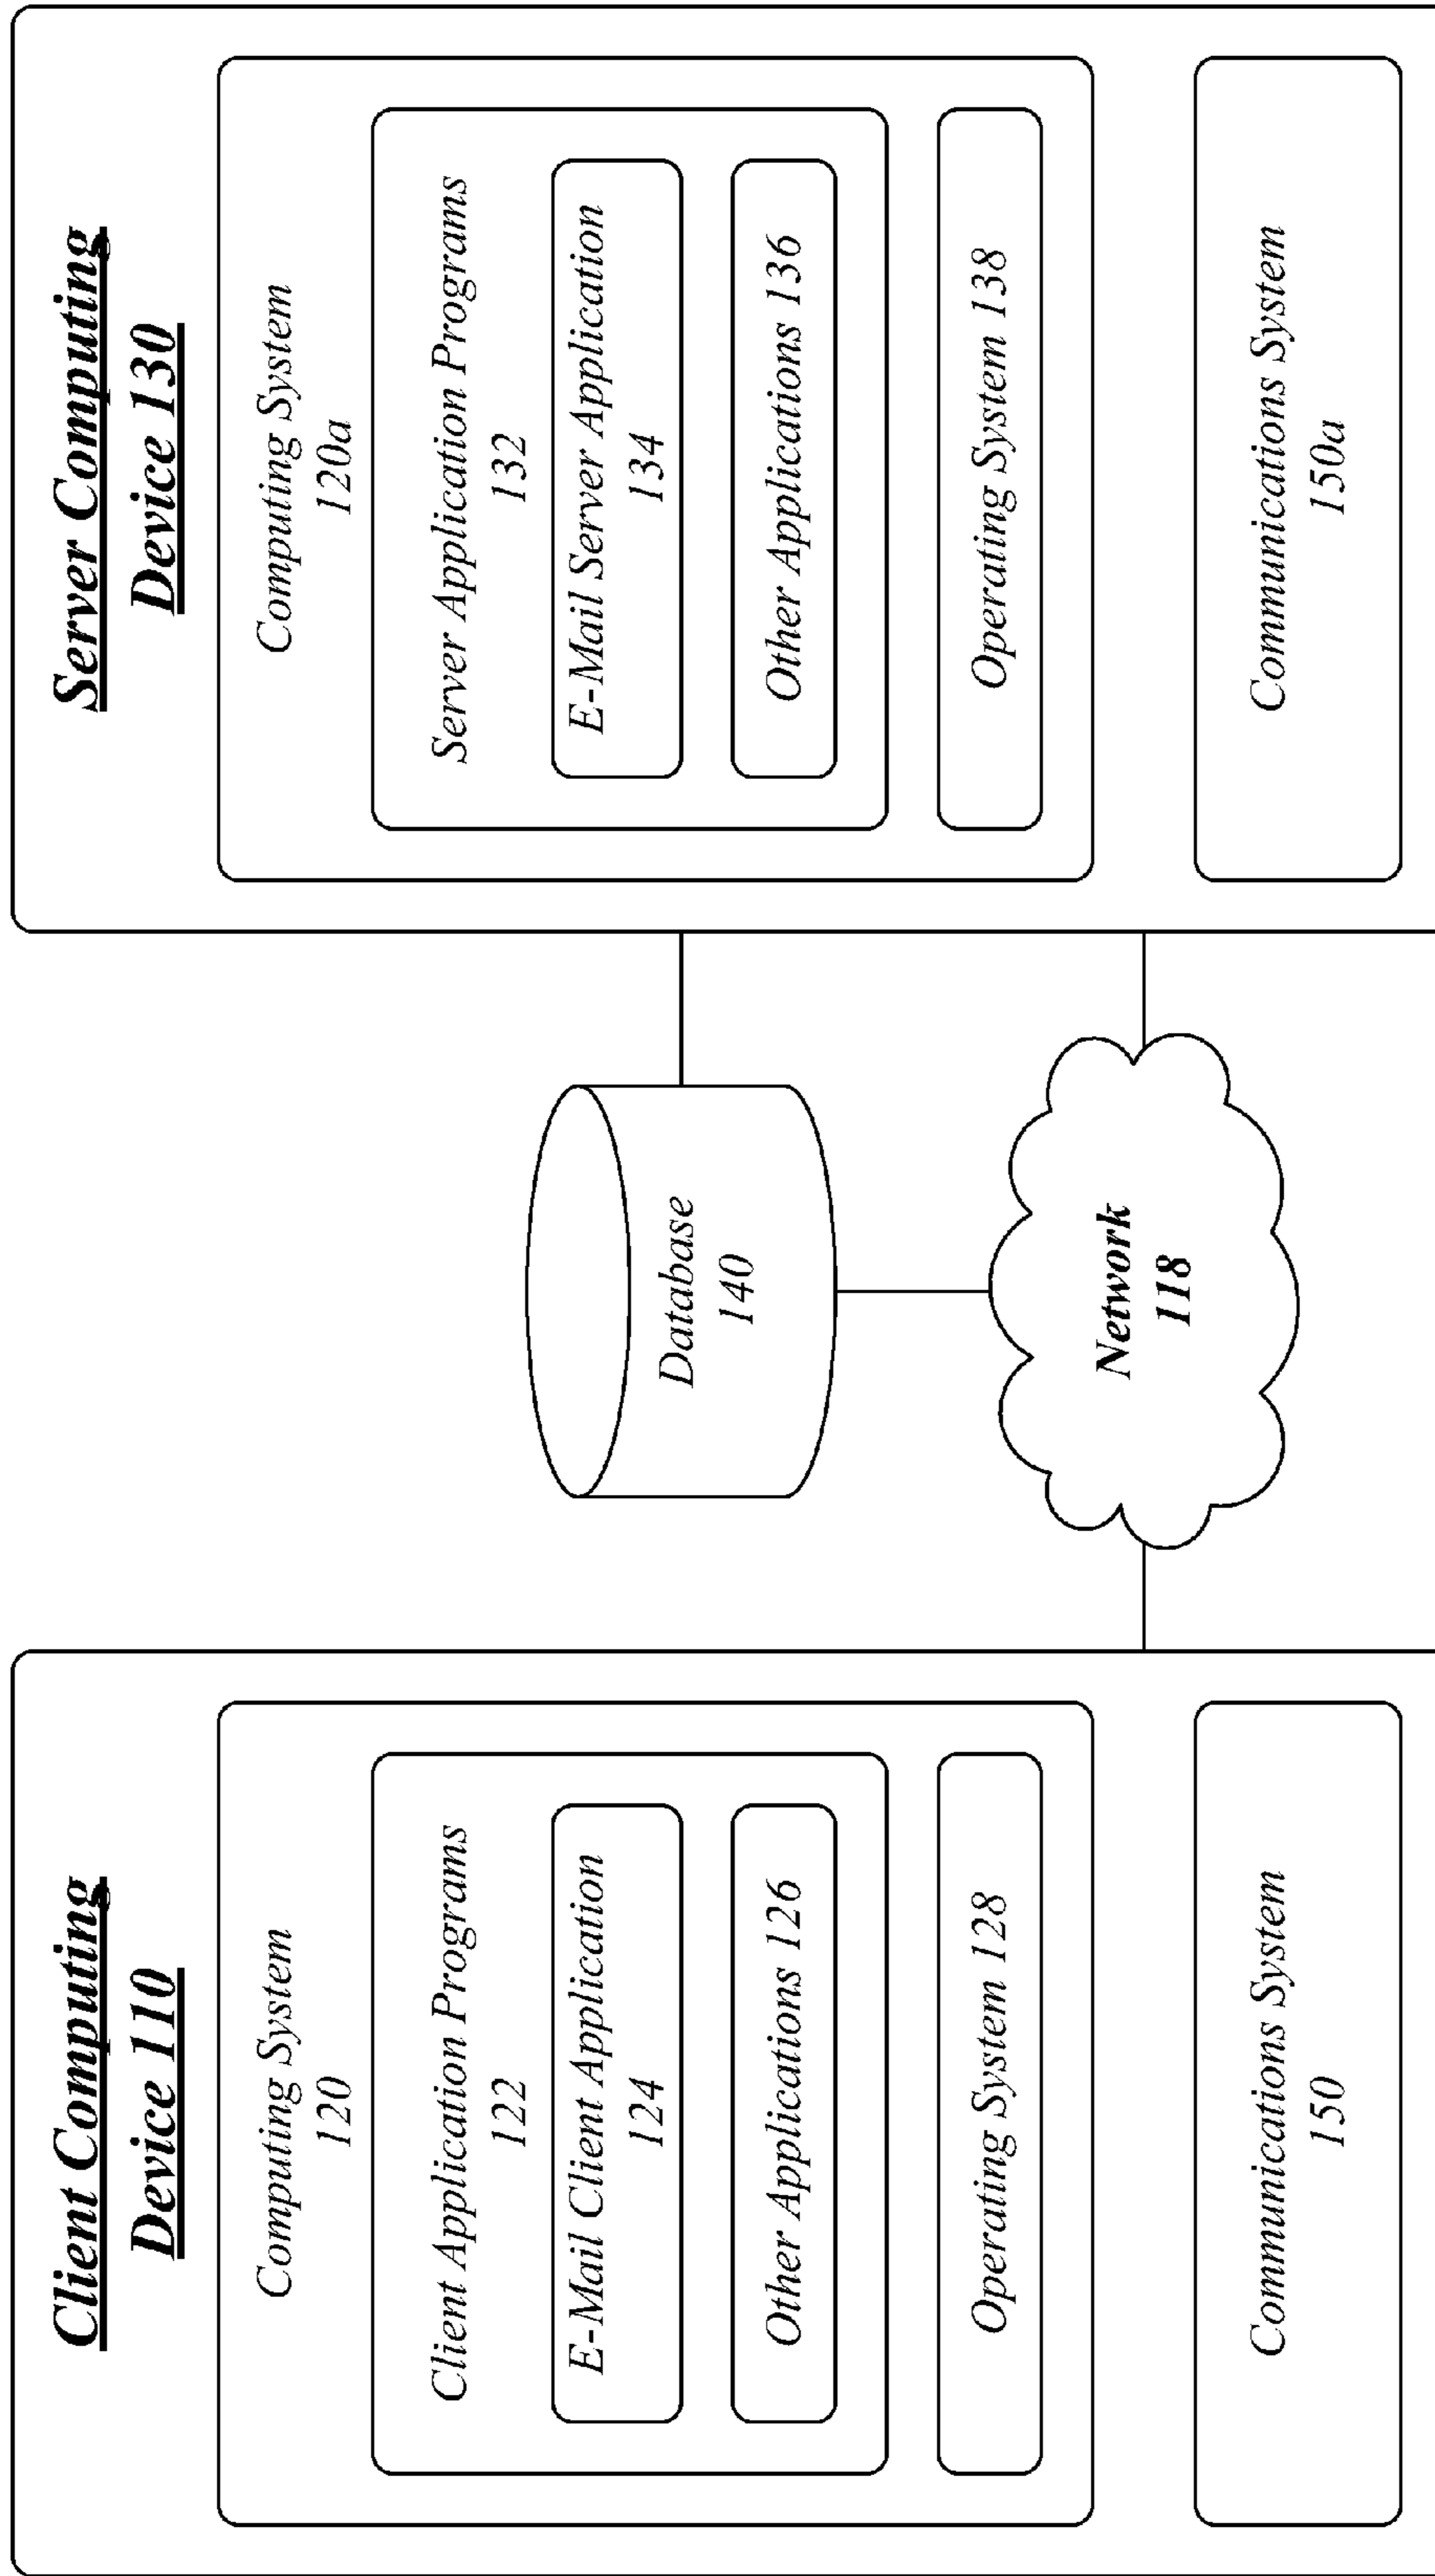 Client Computing
Device 110
Computing System
120
Client Application Programs
122
E-Mail Client Application
124
Other Applications 126
Operating System 128
Communications System
150
Database
140
Network
118
Server Computing
Device 130
Computing System
120a
Server Application Programs
132
E-Mail Server Application
134
Other Applications 136
Operating System 138
Communications System
150a